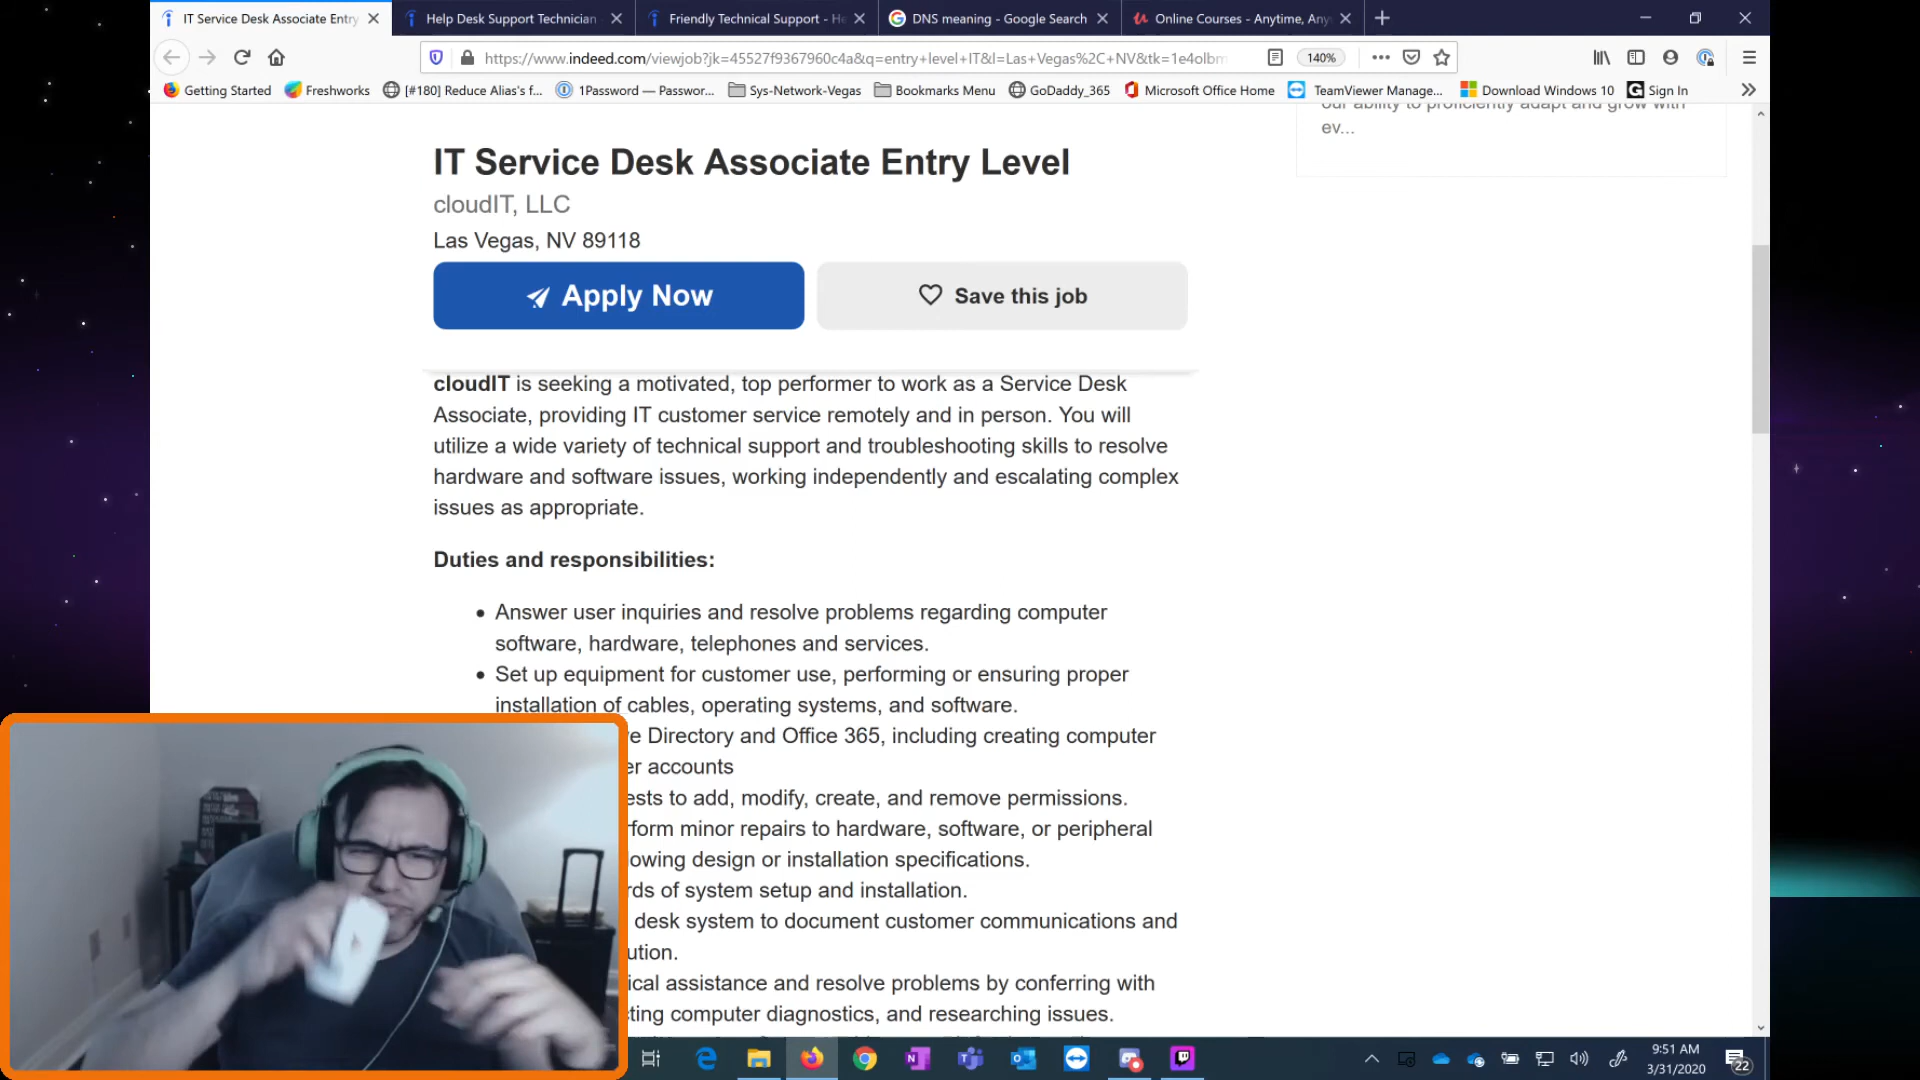 IT Service Desk Associate Entry
Help Desk Support Technician
Friendly Technical Support - He
DNS meaning - Google Search
Online Courses - Anytime, Any
https://www.indeed.com/viewjob?jk=45527f9367960c4a&q=entry+level+IT&l=Las+Vegas%2C+NV&tk=1e4olbm
140%
Getting Started
Freshworks
[#180] Reduce Alias's f...
1Password — Passwor...
Sys-Network-Vegas
Bookmarks Menu
GoDaddy_365
Microsoft Office Home
TeamViewer Manage...
Download Windows 10
Sign In
our ability to proficiently adapt and grow with
ev...
IT Service Desk Associate Entry Level
cloudIT, LLC
Las Vegas, NV 89118
Apply Now
Save this job
cloudIT is seeking a motivated, top performer to work as a Service Desk
Associate, providing IT customer service remotely and in person. You will
utilize a wide variety of technical support and troubleshooting skills to resolve
hardware and software issues, working independently and escalating complex
issues as appropriate.
Duties and responsibilities:
• Answer user inquiries and resolve problems regarding computer
software, hardware, telephones and services.
• Set up equipment for customer use, performing or ensuring proper
installation of cables, operating systems, and software.
ve Directory and Office 365, including creating computer
er accounts
ests to add, modify, create, and remove permissions.
form minor repairs to hardware, software, or peripheral
lowing design or installation specifications.
rds of system setup and installation.
desk system to document customer communications and
ution.
ical assistance and resolve problems by conferring with
cting computer diagnostics, and researching issues.
9:51 AM
3/31/2020
22